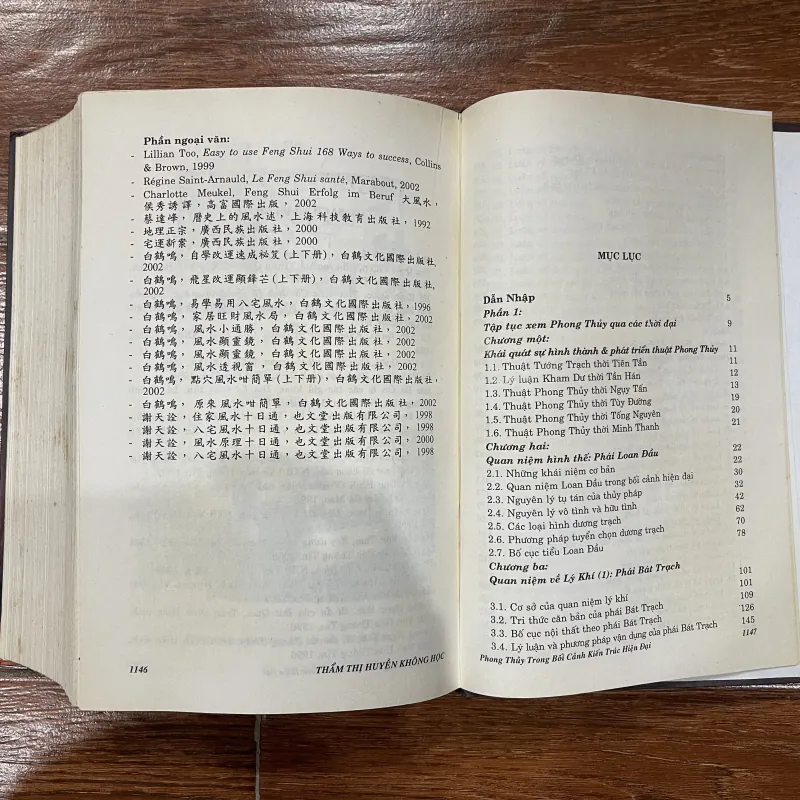 Phần ngoại văn:
- Lillian Too, Easy to use Feng Shui 168 Ways to success, Collins
& Brown, 1999
- Régine Saint-Arnauld, Le Feng Shui santé, Marabout, 2002
- Charlotte Meukel, Feng Shui Erfolg im Beruf 大風水,
侯秀誘譯，高富國際出版，2002
- 蔡達峰，曆史上的風水述，上海科技教育出版社，1992
- 地理正宗，廣西民族出版社，2000
- 宅運新案，廣西民族出版社，2000
- 白鶴鳴，自學改運速成祕笈(上下册)，白鶴文化國際出版社,
2002
- 白鶴鳴，飛星改運顯鋒芒(上下册)，白鶴文化國際出版社,
2002
- 白鶴鳴，易學易用八宅風水，白鶴文化國際出版社，1996
- 白鶴鳴，家居旺財風水局，白鶴文化國際出版社，2002
- 白鶴鳴，風水小通勝，白鶴文化國際出版社，2002
- 白鶴鳴，風水顯靈鏡，白鶴文化國際出版社，2002
- 白鶴鳴，風水顯靈鏡，白鶴文化國際出版社，2002
- 白鶴鳴，風水透視窗，白鶴文化國際出版社，2002
- 白鶴鳴，點穴風水咁簡單(上下册)，白鶴文化國際出版社,
2002
- 白鶴鳴，原來風水咁簡單，白鶴文化國際出版社，2002
- 謝天詮，住家風水十日通，也文堂出版有限公司，1998
- 謝天詮，八宅風水十日通，也文堂出版有限公司，1998
- 謝天詮，風水原理十日通，也文堂出版有限公司，2000
- 謝天詮，八宅風水十日通，也文堂出版有限公司，1998
1146 THẨM THỊ HUYỀN KHÔNG HỌC
MỤC LỤC
Dẫn Nhập 5
Phần 1:
Tập tục xem Phong Thủy qua các thời đại 9
Chương một:
Khái quát sự hình thành & phát triển thuật Phong Thủy 11
1.1. Thuật Tướng Trạch thời Tiên Tần 11
1.2. Lý luận Kham Dư thời Tần Hán 12
1.3. Thuật Phong Thủy thời Ngụy Tấn 13
1.4. Thuật Phong Thủy thời Tùy Đường 19
1.5. Thuật Phong Thủy thời Tống Nguyên 20
1.6. Thuật Phong Thủy thời Minh Thanh 21
Chương hai:
Quan niệm hình thế: Phái Loan Đầu 22
2.1. Những khái niệm cơ bản 22
2.2. Quan niệm Loan Đầu trong bối cảnh hiện đại 30
2.3. Nguyên lý tụ tán của thủy pháp 32
2.4. Nguyên lý vô tình và hữu tình 42
2.5. Các loại hình dương trạch 62
2.6. Phương pháp tuyển chọn dương trạch 70
2.7. Bố cục tiểu Loan Đầu 78
Chương ba:
Quan niệm về Lý Khí (1): Phái Bát Trạch 101
3.1. Cơ sở của quan niệm lý khí 101
3.2. Tri thức căn bản của phái Bát Trạch 109
3.3. Bố cục nội thất theo phái Bát Trạch 126
3.4. Lý luận và phương pháp vận dụng của phái Bát Trạch 145
Phong Thủy Trong Bối Cảnh Kiến Trúc Hiện Đại 1147